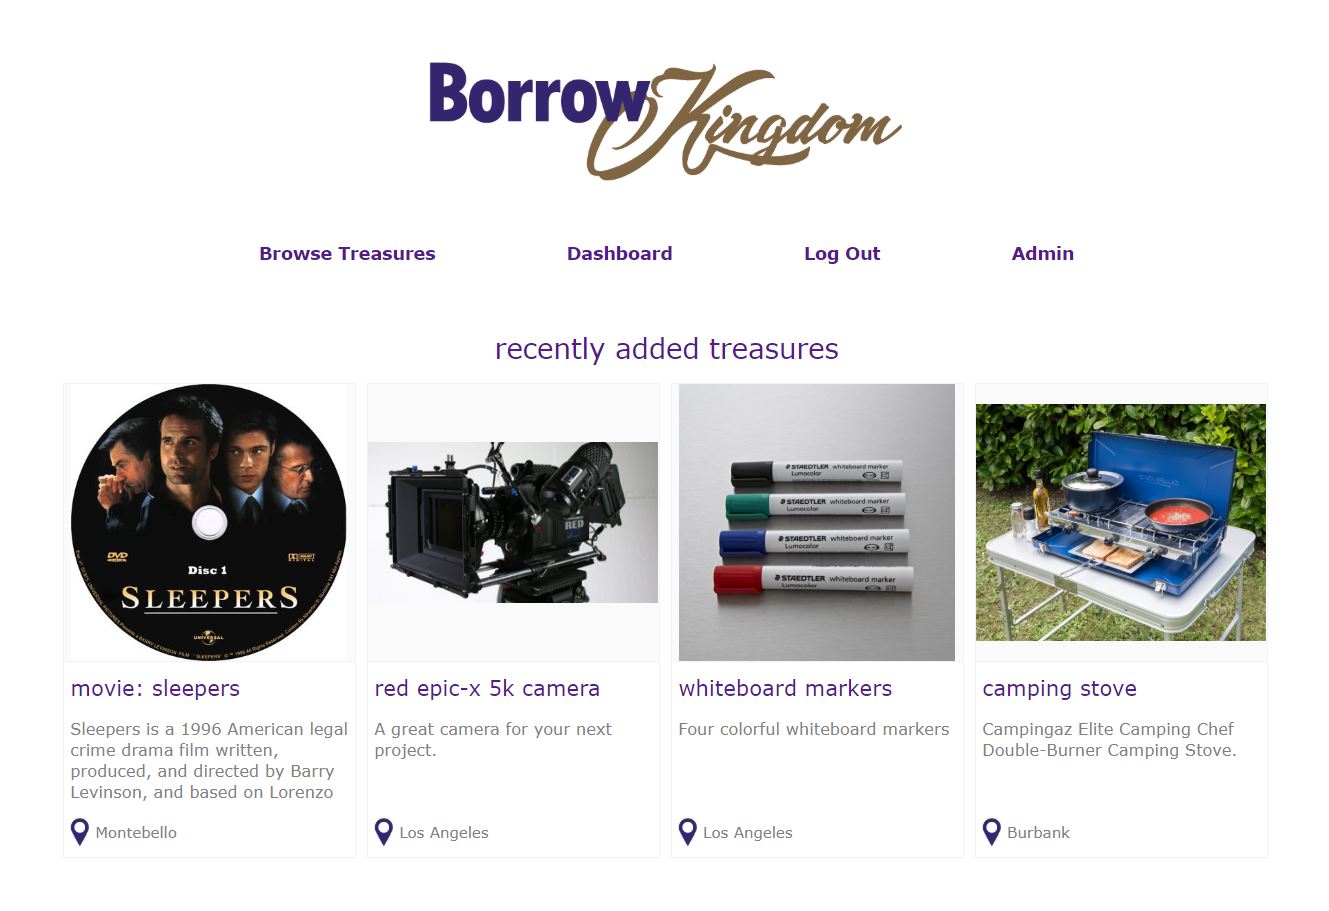 Borrow Kingdom
Browse Treasures
Dashboard
Log Out
Admin
recently added treasures
DVD
Disc 1
SLEEPERS
UNIVERSAL
RED
STAEDTLER whiteboard marker
Lumocolor
STAEDTLER whiteboard marker
Lumocolor
STAEDTLER whiteboard marker
Lumocolor
STAEDTLER whiteboard marker
Lumocolor
movie: sleepers
Sleepers is a 1996 American legal
crime drama film written,
produced, and directed by Barry
Levinson, and based on Lorenzo
Montebello
red epic-x 5k camera
A great camera for your next
project.
Los Angeles
whiteboard markers
Four colorful whiteboard markers
Los Angeles
camping stove
Campingaz Elite Camping Chef
Double-Burner Camping Stove.
Burbank